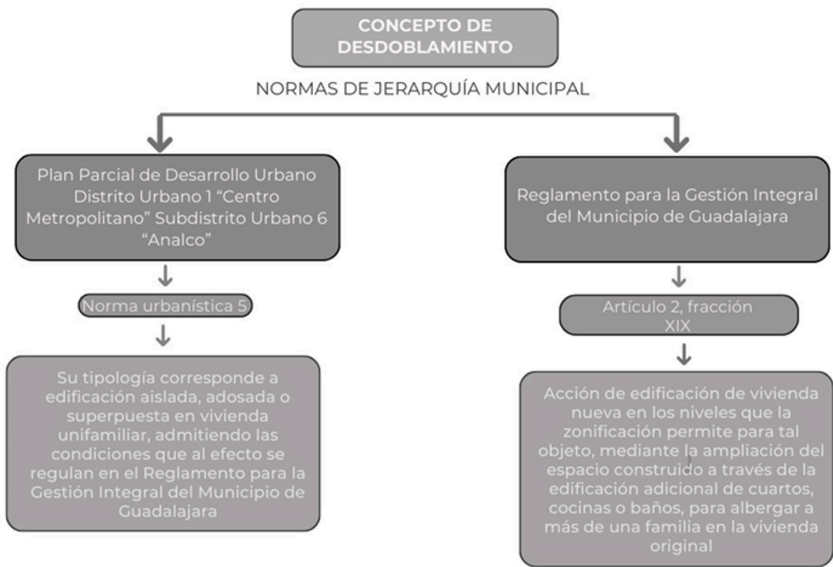 CONCEPTO DE
DESDOBLAMIENTO
NORMAS DE JERARQUÍA MUNICIPAL
Plan Parcial de Desarrollo Urbano
Distrito Urbano 1 “Centro
Metropolitano” Subdistrito Urbano 6
“Analco”
Norma urbanística 5
Su tipología corresponde a
edificación aislada, adosada o
superpuesta en vivienda
unifamiliar, admitiendo las
condiciones que al efecto se
regulan en el Reglamento para la
Gestión Integral del Municipio de
Guadalajara
Reglamento para la Gestión Integral
del Municipio de Guadalajara
Artículo 2, fracción
XIX
Acción de edificación de vivienda
nueva en los niveles que la
zonificación permite para tal
objeto, mediante la ampliación del
espacio construido a través de la
edificación adicional de cuartos,
cocinas o baños, para albergar a
más de una familia en la vivienda
original